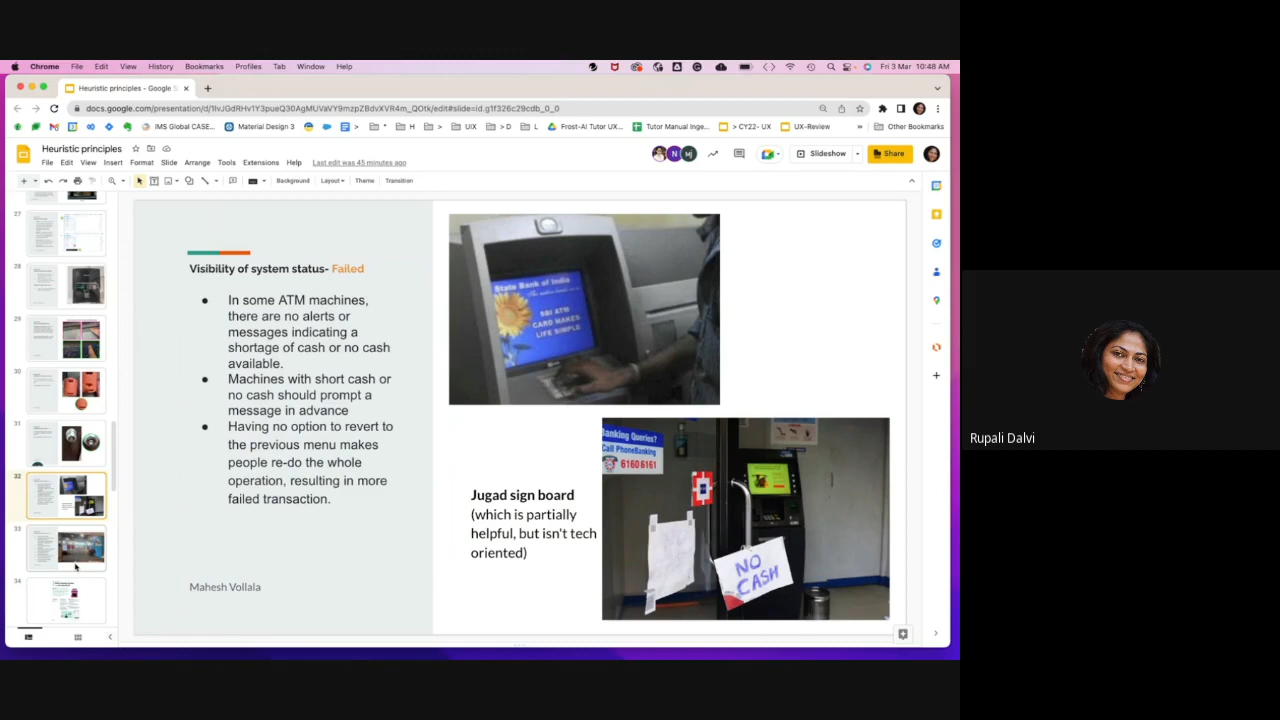 Chrome File Edit View History Bookmarks Profiles Tab Window Help
Fri 3 Mar 10:48 AM
Heuristic principles - Google S
docs.google.com/presentation/d/1lvJGdRHv1Y3pueQ30AgMUVaVY9mzpZBdvXVR4m_QOtk/edit#slide=id.g1f326c29cdb_0_0
IMS Global CASE... Material Design 3 > H > UIX >D L Frost-AI Tutor UX... Tutor Manual Inge... > CY22- UX UX-Review » Other Bookmarks
Heuristic principles
File Edit View Insert Format Slide Arrange Tools Extensions Help Last edit was 45 minutes ago
N Mj Slideshow Share
Background Layout Theme Transition
27
28
29
30
31
32
33
34
Visibility of system status- Failed
● In some ATM machines,
there are no alerts or
messages indicating a
shortage of cash or no cash
available.
● Machines with short cash or
no cash should prompt a
message in advance
● Having no option to revert to
the previous menu makes
people re-do the whole
operation, resulting in more
failed transaction.
Mahesh Vollala
State Bank of India
SBI ATM
CARD MAKES
LIFE SIMPLE
Jugad sign board
(which is partially
helpful, but isn't tech
oriented)
anking Queries?
Call PhoneBanking
6160 6161
NO
CASH
Rupali Dalvi